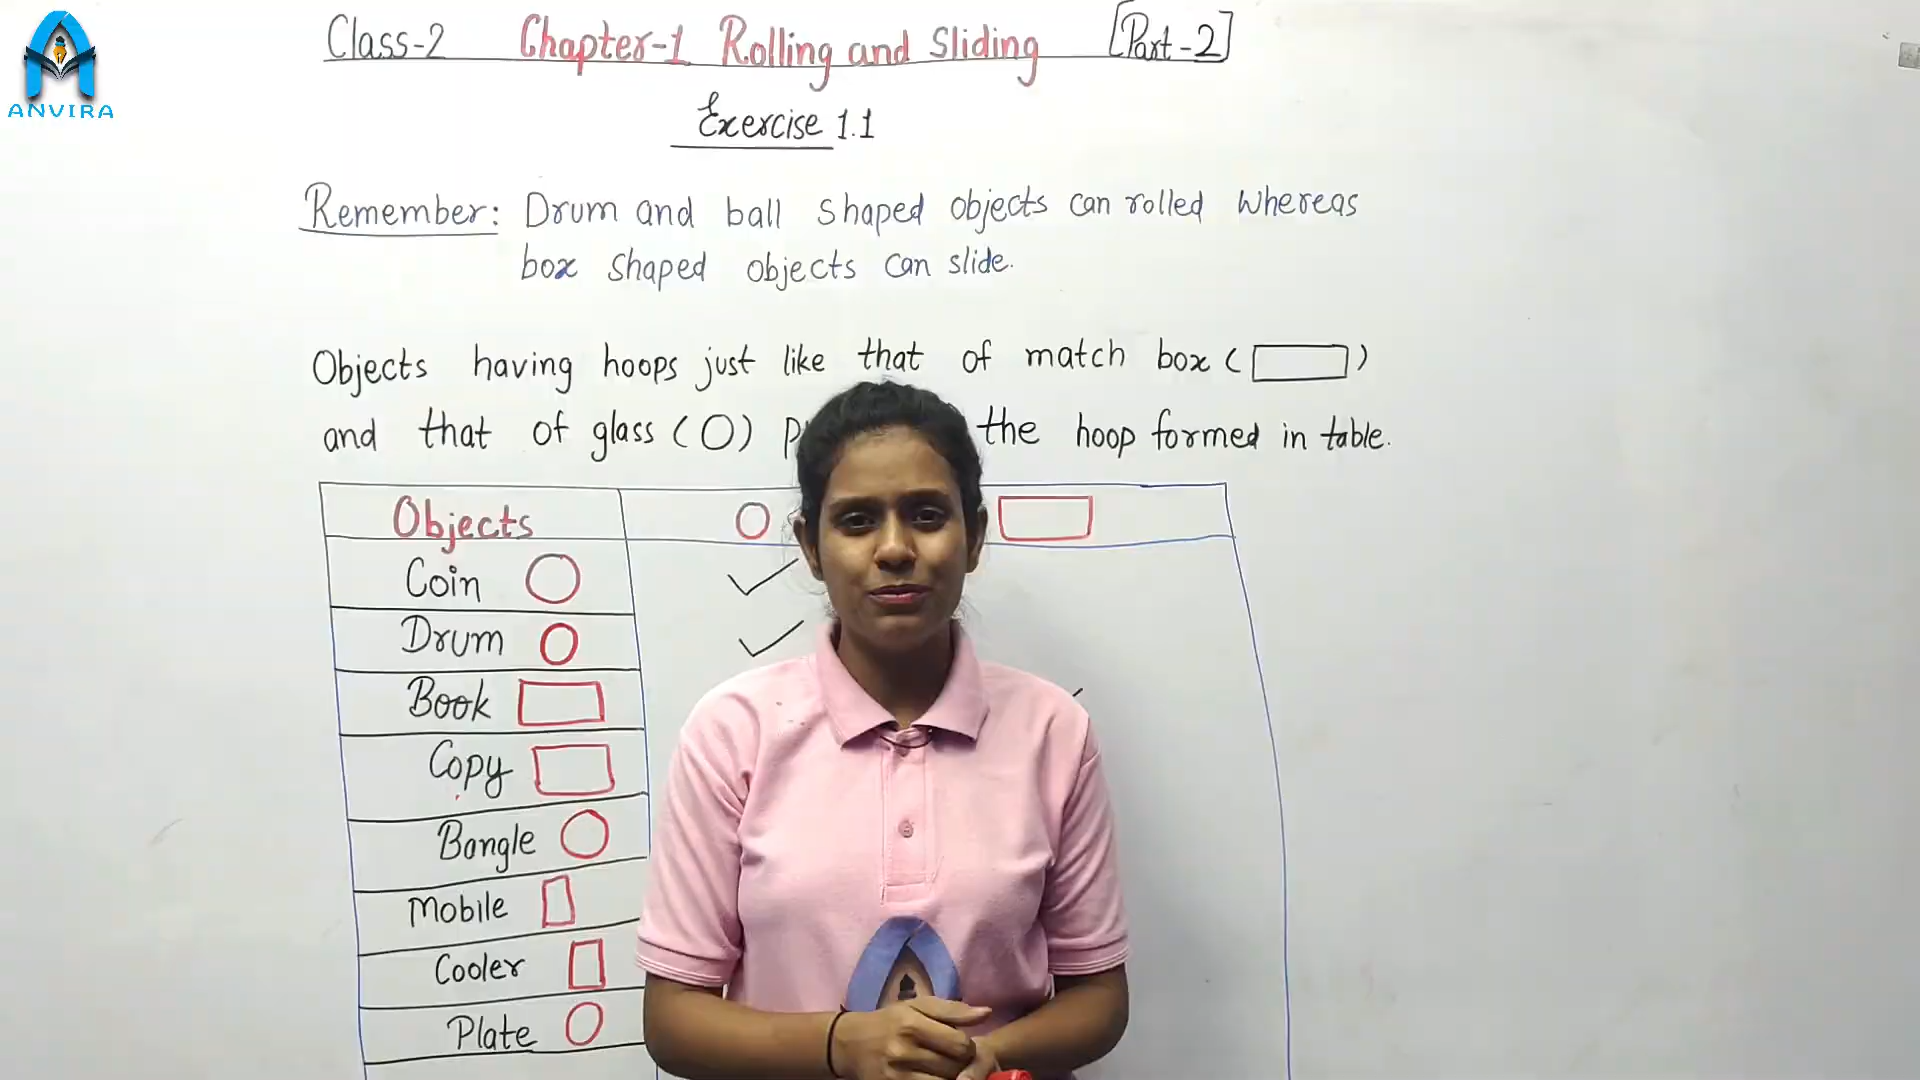 ANVIRA
Class-2 Chapter-1 Rolling and Sliding [Part-2]
Exercise 1.1
Remember: Drum and ball shaped objects can rolled whereas
box shaped objects can slide.
Objects having hoops just like that of match box ( )
and that of glass ( ) the hoop formed in table.
Objects
Coin
Drum
Book
Copy
Bangle
Mobile
Cooler
Plate